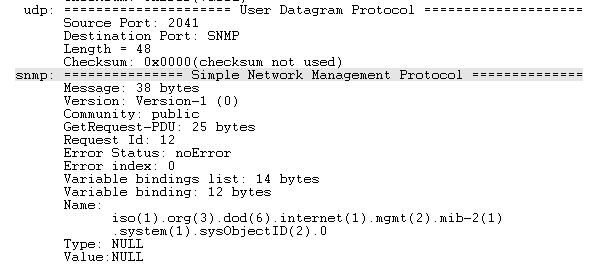 udp: ===================== User Datagram Protocol =====================
Source Port: 2041
Destination Port: SNMP
Length = 48
Checksum: 0x0000(checksum not used)
snmp: =============== Simple Network Management Protocol ==============
Message: 38 bytes
Version: Version-1 (0)
Community: public
GetRequest-PDU: 25 bytes
Request Id: 12
Error Status: noError
Error index: 0
Variable bindings list: 14 bytes
Variable binding: 12 bytes
Name:
iso(1).org(3).dod(6).internet(1).mgmt(2).mib-2(1)
.system(1).sysObjectID(2).0
Type: NULL
Value:NULL